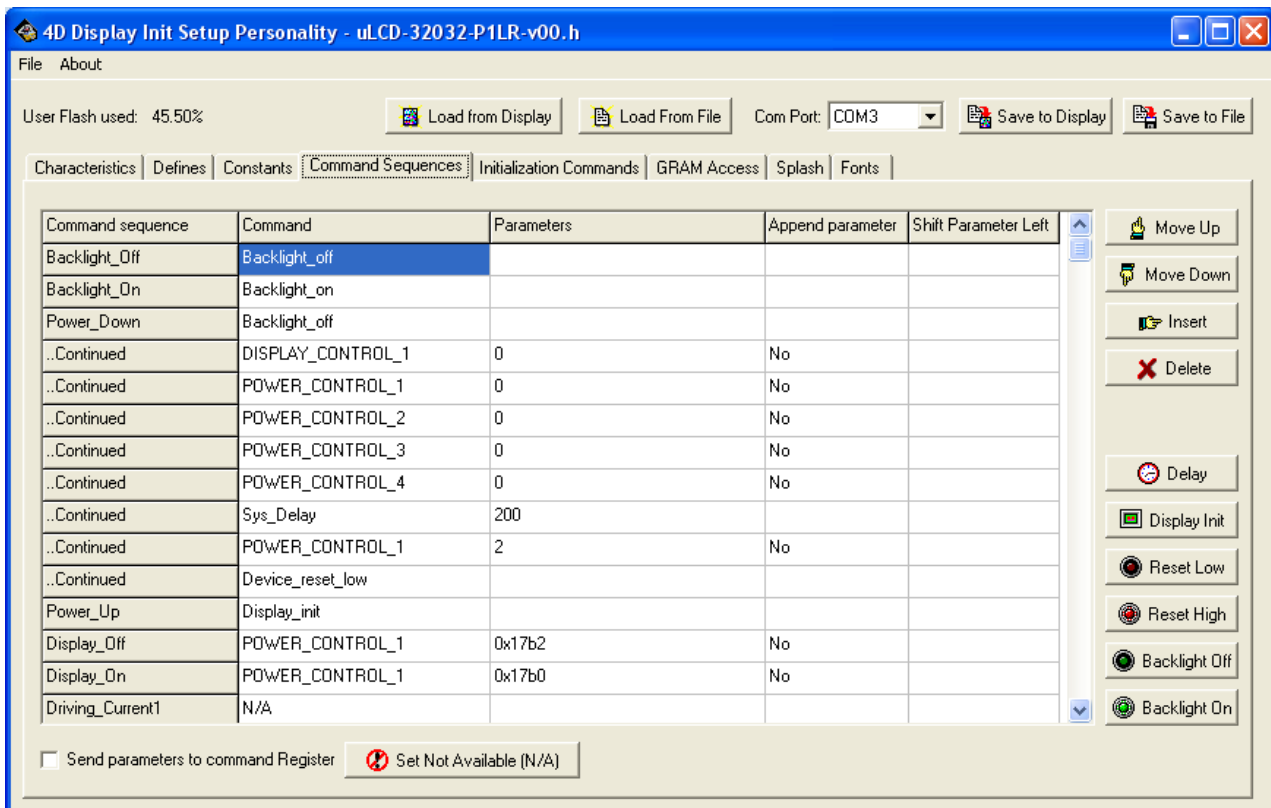 4D Display Init Setup Personality - uLCD-32032-P1LR-v00.h
File About
User Flash used: 45.50% Load from Display Load From File Com Port: COM3 Save to Display Save to File
Characteristics Defines Constants Command Sequences Initialization Commands GRAM Access Splash Fonts
Command sequence Command Parameters Append parameter Shift Parameter Left Move Up
Backlight_Off Backlight_off
Backlight_On Backlight_on Move Down
Power_Down Backlight_off Insert
..Continued DISPLAY_CONTROL_1 0 No Delete
..Continued POWER_CONTROL_1 0 No
..Continued POWER_CONTROL_2 0 No
..Continued POWER_CONTROL_3 0 No
..Continued POWER_CONTROL_4 0 No Delay
..Continued Sys_Delay 200 Display Init
..Continued POWER_CONTROL_1 2 No
..Continued Device_reset_low Reset Low
Power_Up Display_init Reset High
Display_Off POWER_CONTROL_1 0x17b2 No Backlight Off
Display_On POWER_CONTROL_1 0x17b0 No
Driving_Current1 N/A Backlight On
Send parameters to command Register Set Not Available (N/A)